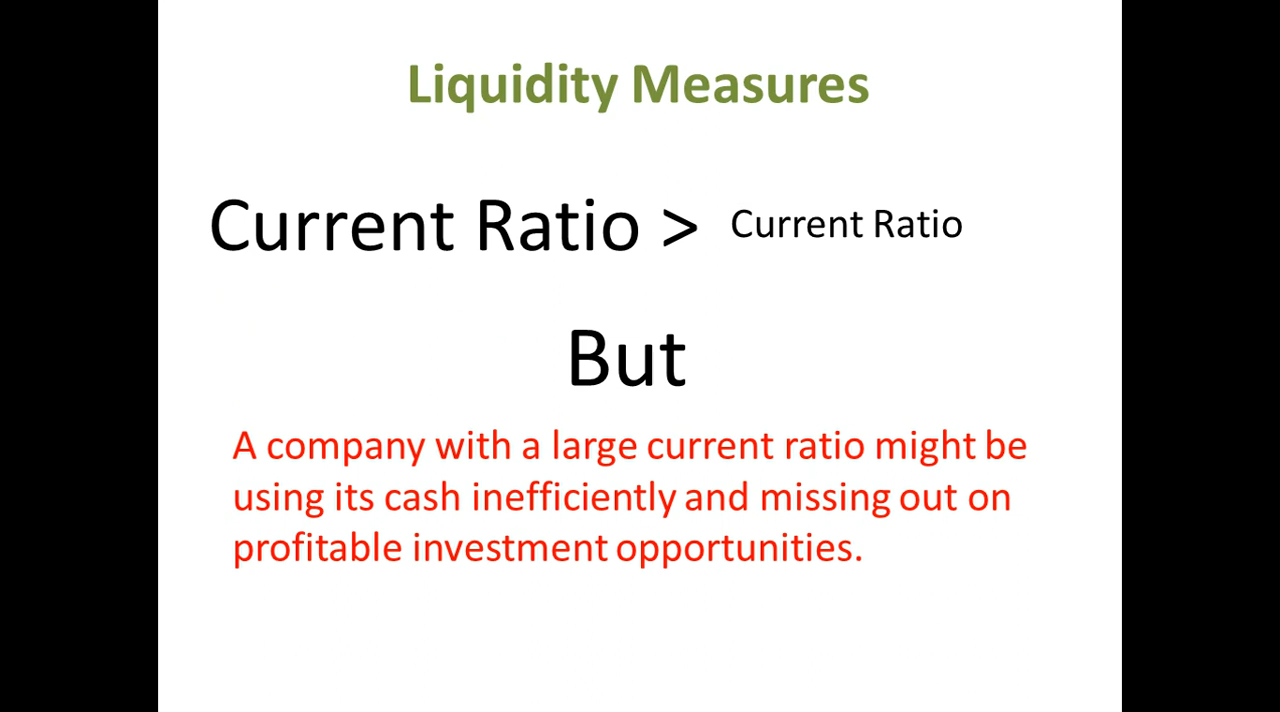 Liquidity Measures
Current Ratio > Current Ratio
But
A company with a large current ratio might be
using its cash inefficiently and missing out on
profitable investment opportunities.